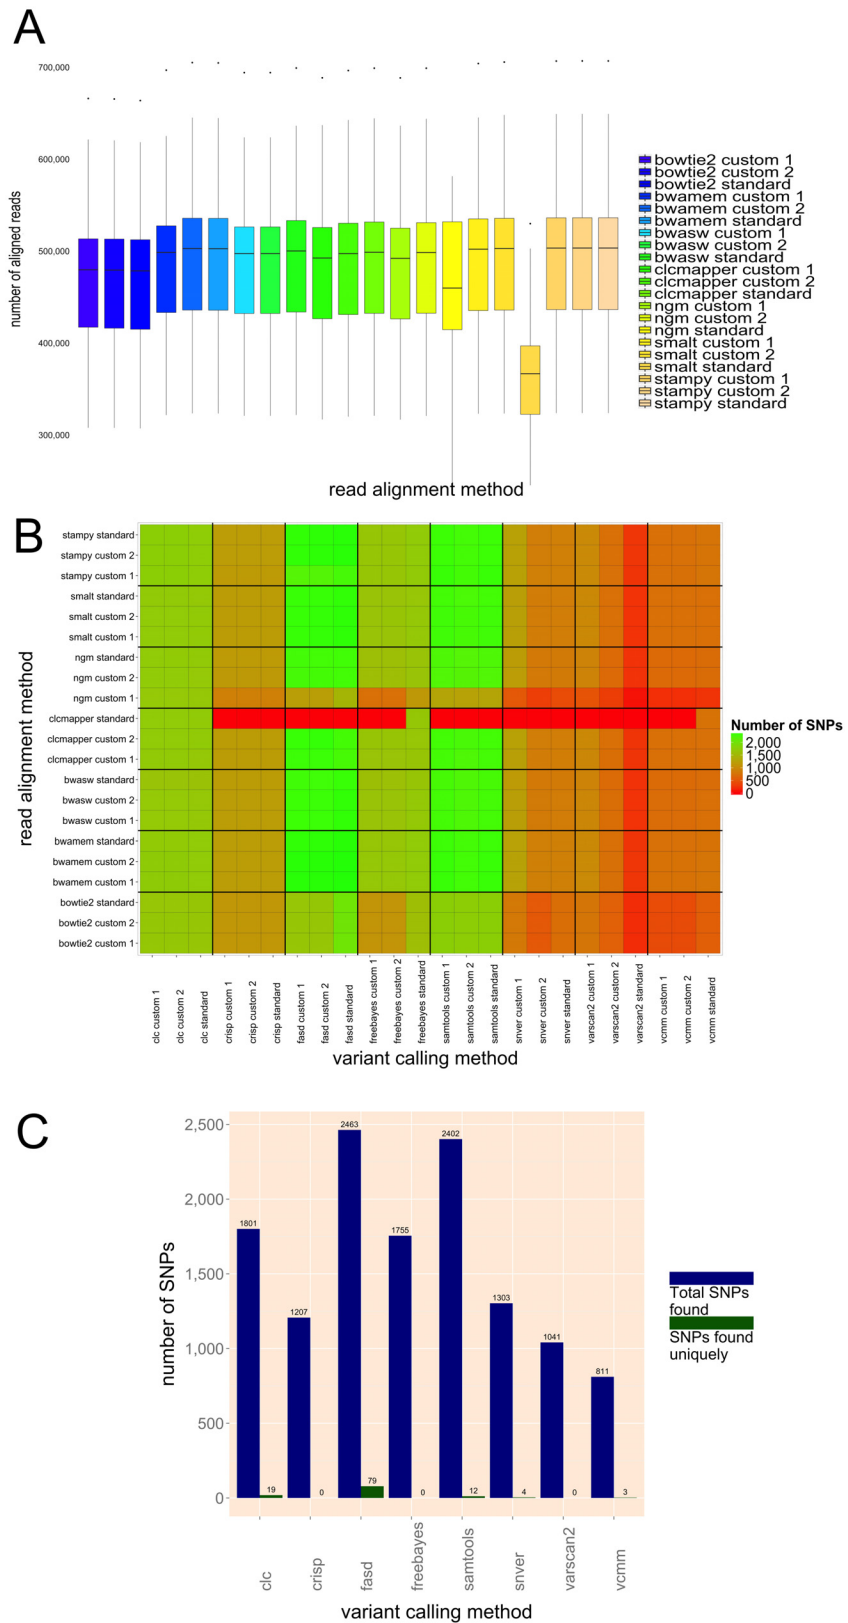 A
700,000
600,000
500,000
400,000
300,000
number of aligned reads
read alignment method
bowtie2 custom 1
bowtie2 custom 2
bowtie2 standard
bwamem custom 1
bwamem custom 2
bwamem standard
bwasw custom 1
bwasw custom 2
bwasw standard
clcmapper custom 1
clcmapper custom 2
clcmapper standard
ngm custom 1
ngm custom 2
ngm standard
smalt custom 1
smalt custom 2
smalt standard
stampy custom 1
stampy custom 2
stampy standard
B
read alignment method
stampy standard
stampy custom 2
stampy custom 1
smalt standard
smalt custom 2
smalt custom 1
ngm standard
ngm custom 2
ngm custom 1
clcmapper standard
clcmapper custom 2
clcmapper custom 1
bwasw standard
bwasw custom 2
bwasw custom 1
bwamem standard
bwamem custom 2
bwamem custom 1
bowtie2 standard
bowtie2 custom 2
bowtie2 custom 1
clc custom 1
clc custom 2
clc standard
crisp custom 1
crisp custom 2
crisp standard
fasd custom 1
fasd custom 2
fasd standard
freebayes custom 1
freebayes custom 2
freebayes standard
samtools custom 1
samtools custom 2
samtools standard
snver custom 1
snver custom 2
snver standard
varscan2 custom 1
varscan2 custom 2
varscan2 standard
vcmm custom 1
vcmm custom 2
vcmm standard
variant calling method
Number of SNPs
2,000
1,500
1,000
500
0
C
number of SNPs
2,500
2,000
1,500
1,000
500
0
1801
19
1207
0
2463
79
1755
0
2402
12
1303
4
1041
0
811
3
clc
crisp
fasd
freebayes
samtools
snver
varscan2
vcmm
variant calling method
Total SNPs
found
SNPs found
uniquely